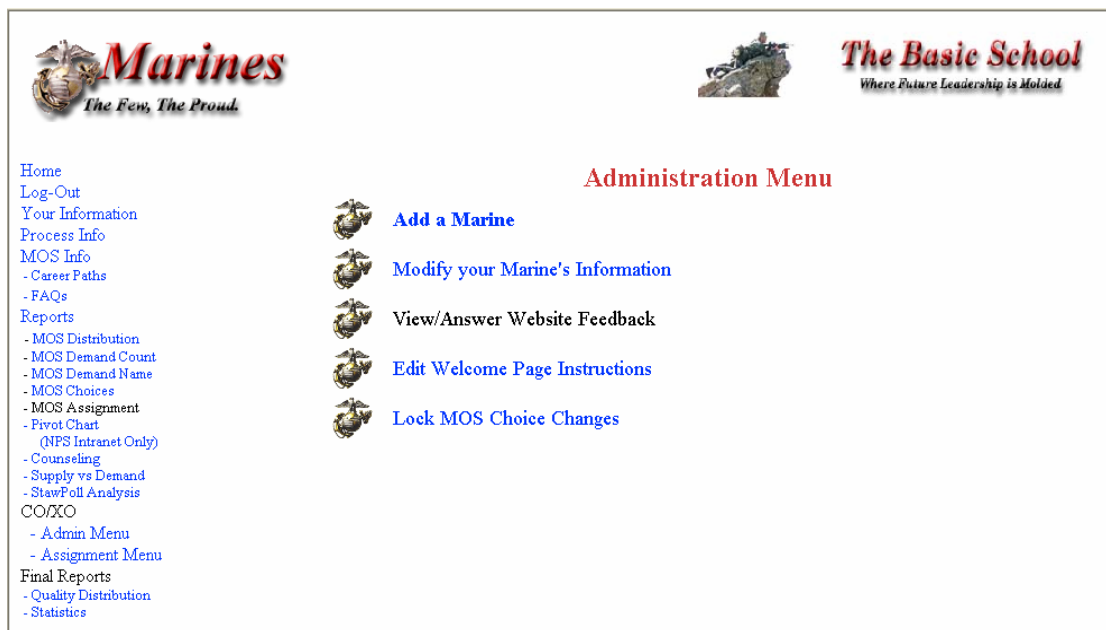 Marines
The Few, The Proud.
The Basic School
Where Future Leadership is Molded
Home
Log-Out
Your Information
Process Info
MOS Info
- Career Paths
- FAQs
Reports
- MOS Distribution
- MOS Demand Count
- MOS Demand Name
- MOS Choices
- MOS Assignment
- Pivot Chart
(NPS Intranet Only)
- Counseling
- Supply vs Demand
- StawPoll Analysis
CO/XO
- Admin Menu
- Assignment Menu
Final Reports
- Quality Distribution
- Statistics
Administration Menu
Add a Marine
Modify your Marine's Information
View/Answer Website Feedback
Edit Welcome Page Instructions
Lock MOS Choice Changes